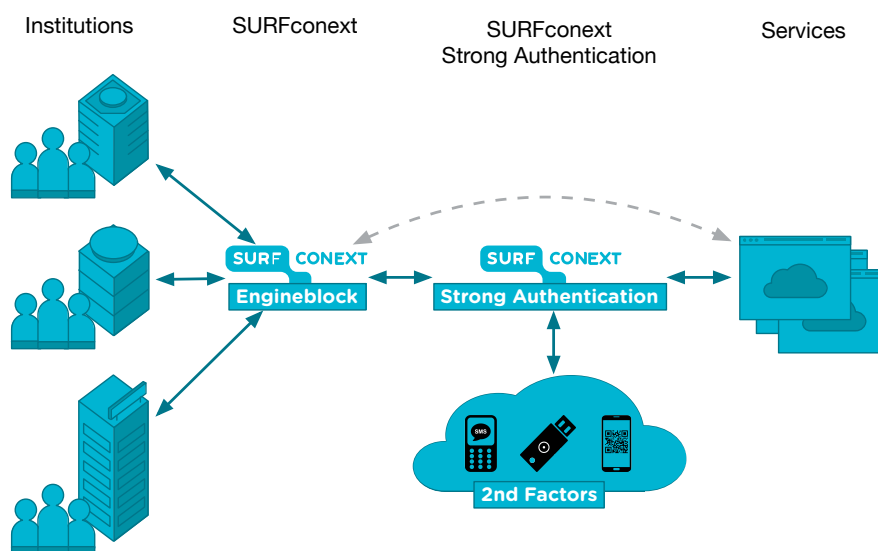 Institutions
SURFconext
SURFconext
Strong Authentication
Services
SURF CONEXT
Engineblock
SURF CONEXT
Strong Authentication
SMS
2nd Factors